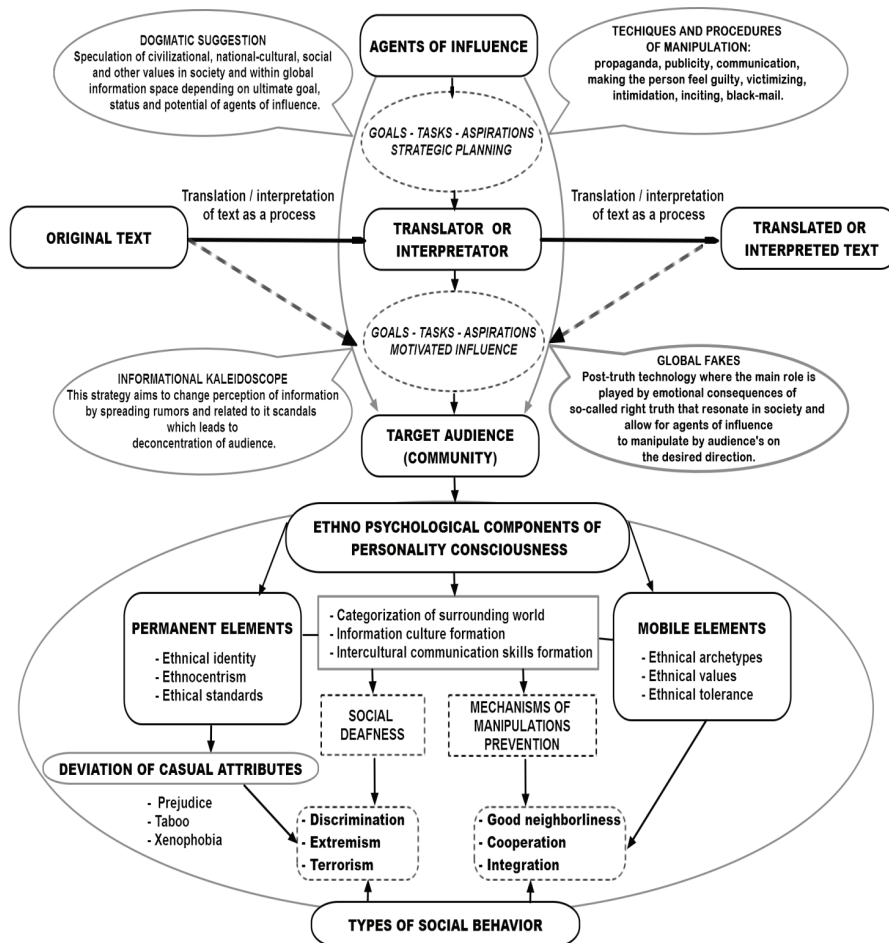 DOGMATIC SUGGESTION
Speculation of civilizational, national-cultural, social
and other values in society and within global
information space depending on ultimate goal,
status and potential of agents of influence.
AGENTS OF INFLUENCE
TECHIQUES AND PROCEDURES
OF MANIPULATION:
propaganda, publicity, communication,
making the person feel guilty, victimizing,
intimidation, inciting, black-mail.
GOALS - TASKS - ASPIRATIONS
STRATEGIC PLANNING
Translation / interpretation
of text as a process
Translation / interpretation
of text as a process
ORIGINAL TEXT
TRANSLATOR OR
INTERPRETATOR
TRANSLATED OR
INTERPRETED TEXT
GOALS - TASKS - ASPIRATIONS
MOTIVATED INFLUENCE
INFORMATIONAL KALEIDOSCOPE
This strategy aims to change perception of information
by spreading rumors and related to it scandals
which leads to
deconcentration of audience.
GLOBAL FAKES
Post-truth technology where the main role is
played by emotional consequences of
so-called right truth that resonate in society and
allow for agents of influence
to manipulate by audience's on
the desired direction.
TARGET AUDIENCE
(COMMUNITY)
ETHNO PSYCHOLOGICAL COMPONENTS OF
PERSONALITY CONSCIOUSNESS
PERMANENT ELEMENTS
- Ethnical identity
- Ethnocentrism
- Ethical standards
- Categorization of surrounding world
- Information culture formation
- Intercultural communication skills formation
MOBILE ELEMENTS
- Ethnical archetypes
- Ethnical values
- Ethnical tolerance
SOCIAL
DEAFNESS
MECHANISMS OF
MANIPULATIONS
PREVENTION
DEVIATION OF CASUAL ATTRIBUTES
- Prejudice
- Taboo
- Xenophobia
- Discrimination
- Extremism
- Terrorism
- Good neighborliness
- Cooperation
- Integration
TYPES OF SOCIAL BEHAVIOR